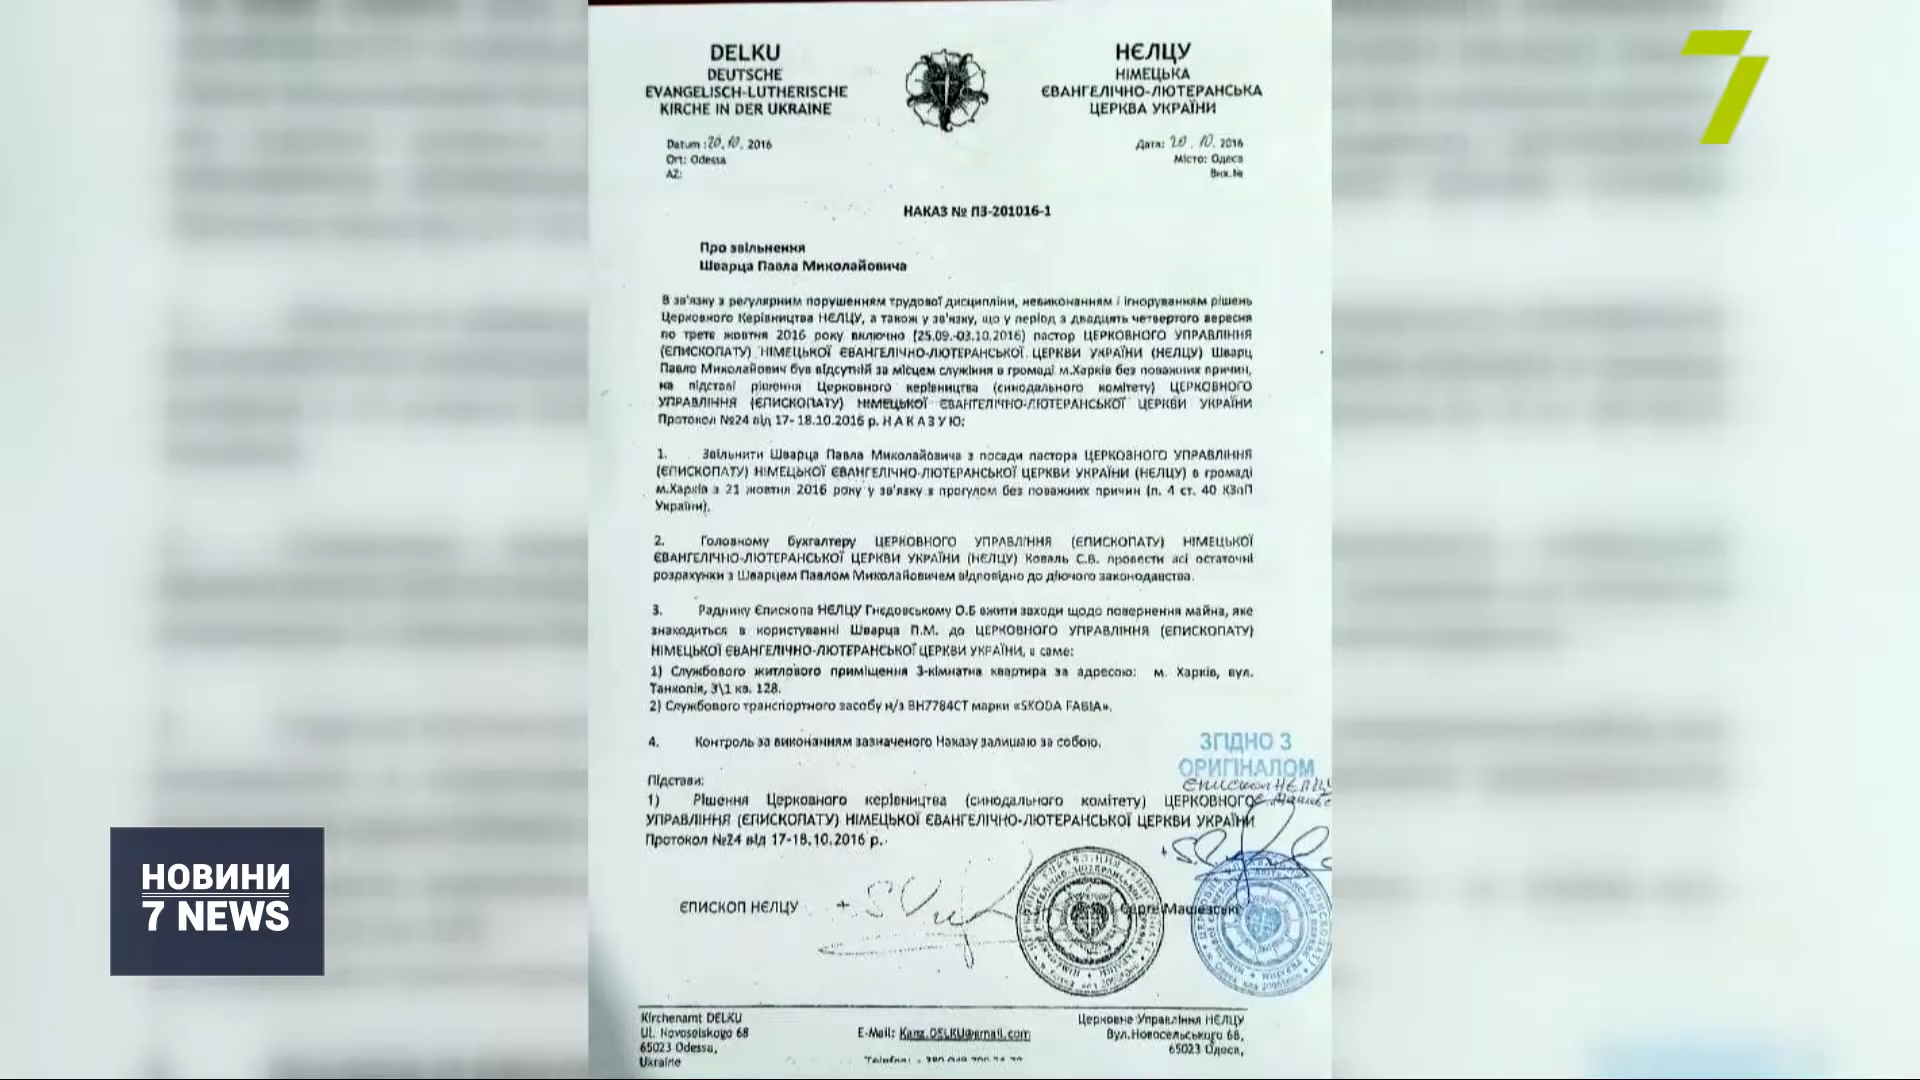 DELKU
DEUTSCHE
EVANGELISCH-LUTHERISCHE
KIRCHE IN DER UKRAINE
НЄЛЦУ
НІМЕЦЬКА
ЄВАНГЕЛІЧНО-ЛЮТЕРАНСЬКА
ЦЕРКВА УКРАЇНИ
7
Datum :20.10. 2016
Ort: Odessa
AZ:
Дата: 20 . 10. 2016
Місто: Одеса
Вих.№
НАКАЗ № ПЗ-201016-1
Про звільнення
Шварца Павла Миколайовича
В зв'язку з регулярним порушенням трудової дисципліни, невиконанням і ігноруванням рішень
Церковного Керівництва НЄЛЦУ, а також у зв'язку, що у період з двадцять четвертого вересня
по трете жовтня 2016 року включно (25.09.-03.10.2016) пастор ЦЕРКОВНОГО УПРАВЛІННЯ
(ЄПИСКОПАТУ) НІМЕЦЬКОЇ ЄВАНГЕЛІЧНО-ЛЮТЕРАНСЬКОЇ ЦЕРКВИ УКРАЇНИ (НЄЛЦУ) Шварц
Павло Миколайович був відсутній за місцем служіння в громаді м.Харків без поважних причин,
на підставі рішення Церковного керівництва (синодального комітету) ЦЕРКОВНОГО
УПРАВЛІННЯ (ЄПИСКОПАТУ) НІМЕЦЬКОЇ ЄВАНГЕЛІЧНО-ЛЮТЕРАНСЬКОЇ ЦЕРКВИ УКРАЇНИ
Протокол №24 від 17- 18.10.2016 р. Н А К А З У Ю:
1. Звільнити Шварца Павла Миколайовича з посади пастора ЦЕРКОВНОГО УПРАВЛІННЯ
(ЄПИСКОПАТУ) НІМЕЦЬКОЇ ЄВАНГЕЛІЧНО-ЛЮТЕРАНСЬКОЇ ЦЕРКВИ УКРАЇНИ (НЄЛЦУ) в громаді
м.Харків з 21 жовтня 2016 року у зв'язку з прогулом без поважних причин (п. 4 ст. 40 КЗпП
України).
2. Головному бухгалтеру ЦЕРКОВНОГО УПРАВЛІННЯ (ЄПИСКОПАТУ) НІМЕЦЬКОЇ
ЄВАНГЕЛІЧНО-ЛЮТЕРАНСЬКОЇ ЦЕРКВИ УКРАЇНИ (НЄЛЦУ) Коваль С.В. провести всі остаточні
розрахунки з Шварцем Павлом Миколайовичем відповідно до діючого законодавства.
3. Раднику Єпископа НЄЛЦУ Гнєдовському О.Б вжити заходи щодо повернення майна, яке
знаходиться в користуванні Шварца П.М. до ЦЕРКОВНОГО УПРАВЛІННЯ (ЄПИСКОПАТУ)
НІМЕЦЬКОЇ ЄВАНГЕЛІЧНО-ЛЮТЕРАНСЬКОЇ ЦЕРКВИ УКРАЇНИ, а саме:
1) Службового житлового приміщення 3-кімнатна квартира за адресою: м. Харків, вул.
Танкопія, 3\1 кв. 128.
2) Службового транспортного засобу н/з ВН7784СТ марки «SKODA FABIA».
4. Контроль за виконанням зазначеного Наказу залишаю за собою.
ЗГІДНО З
ОРИГІНАЛОМ
Єпископ НЄЛЦУ
Підстави:
1) Рішення Церковного керівництва (синодального комітету) ЦЕРКОВНОГО
УПРАВЛІННЯ (ЄПИСКОПАТУ) НІМЕЦЬКОЇ ЄВАНГЕЛІЧНО-ЛЮТЕРАНСЬКОЇ ЦЕРКВИ УКРАЇНИ
Протокол №24 від 17-18.10.2016 р.
ЄПИСКОП НЄЛЦУ
НОВИНИ
7 NEWS
Kirchenamt DELKU
Ul. Novoselskogo 68
65023 Odessa,
Ukraine
E-Mail: Kanz.DELKU@gmail.com
Церковне Управління НЄЛЦУ
Вул.Новосельського 68,
65023 Одеса,